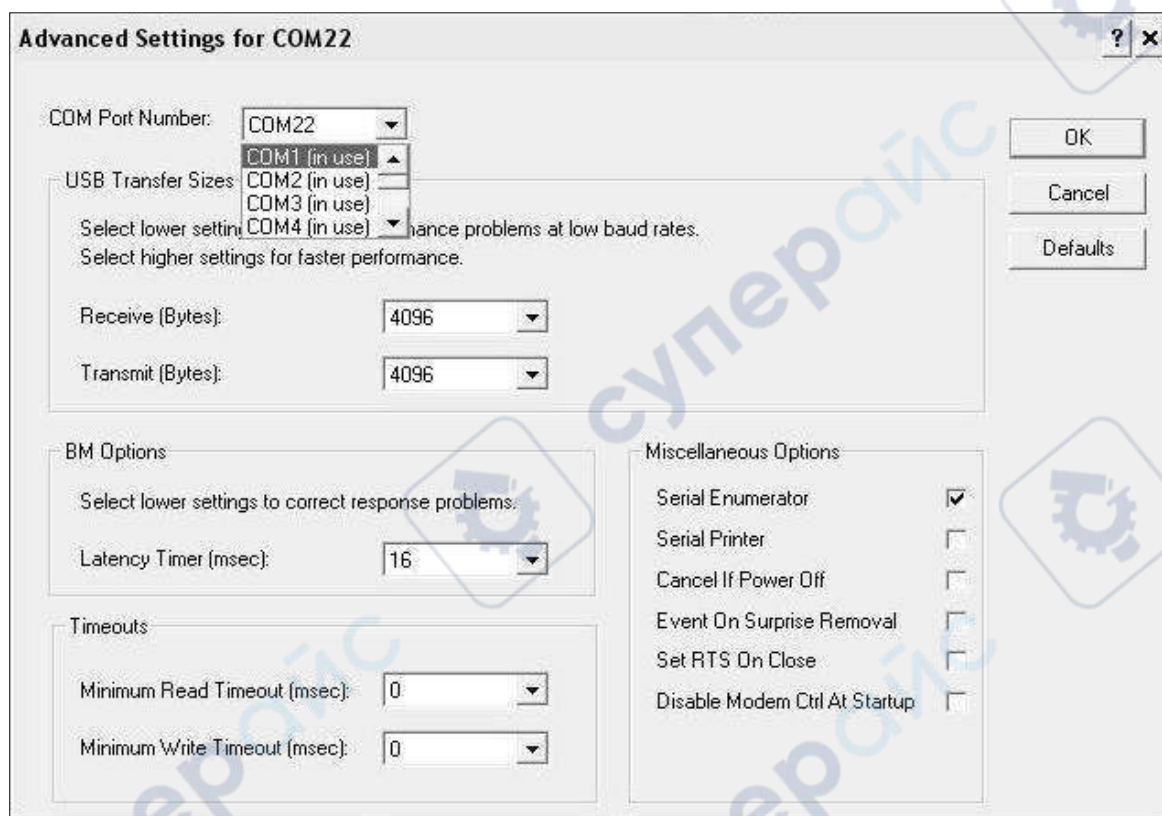 Advanced Settings for COM22
COM Port Number:
COM22
COM1 (in use)
COM2 (in use)
COM3 (in use)
COM4 (in use)
OK
Cancel
Defaults
USB Transfer Sizes
Select lower settin mance problems at low baud rates.
Select higher settings for faster performance.
Receive (Bytes): 4096
Transmit (Bytes): 4096
BM Options
Select lower settings to correct response problems.
Latency Timer (msec): 16
Timeouts
Minimum Read Timeout (msec): 0
Minimum Write Timeout (msec): 0
Miscellaneous Options
Serial Enumerator
Serial Printer
Cancel If Power Off
Event On Surprise Removal
Set RTS On Close
Disable Modem Ctrl At Startup
суперайс